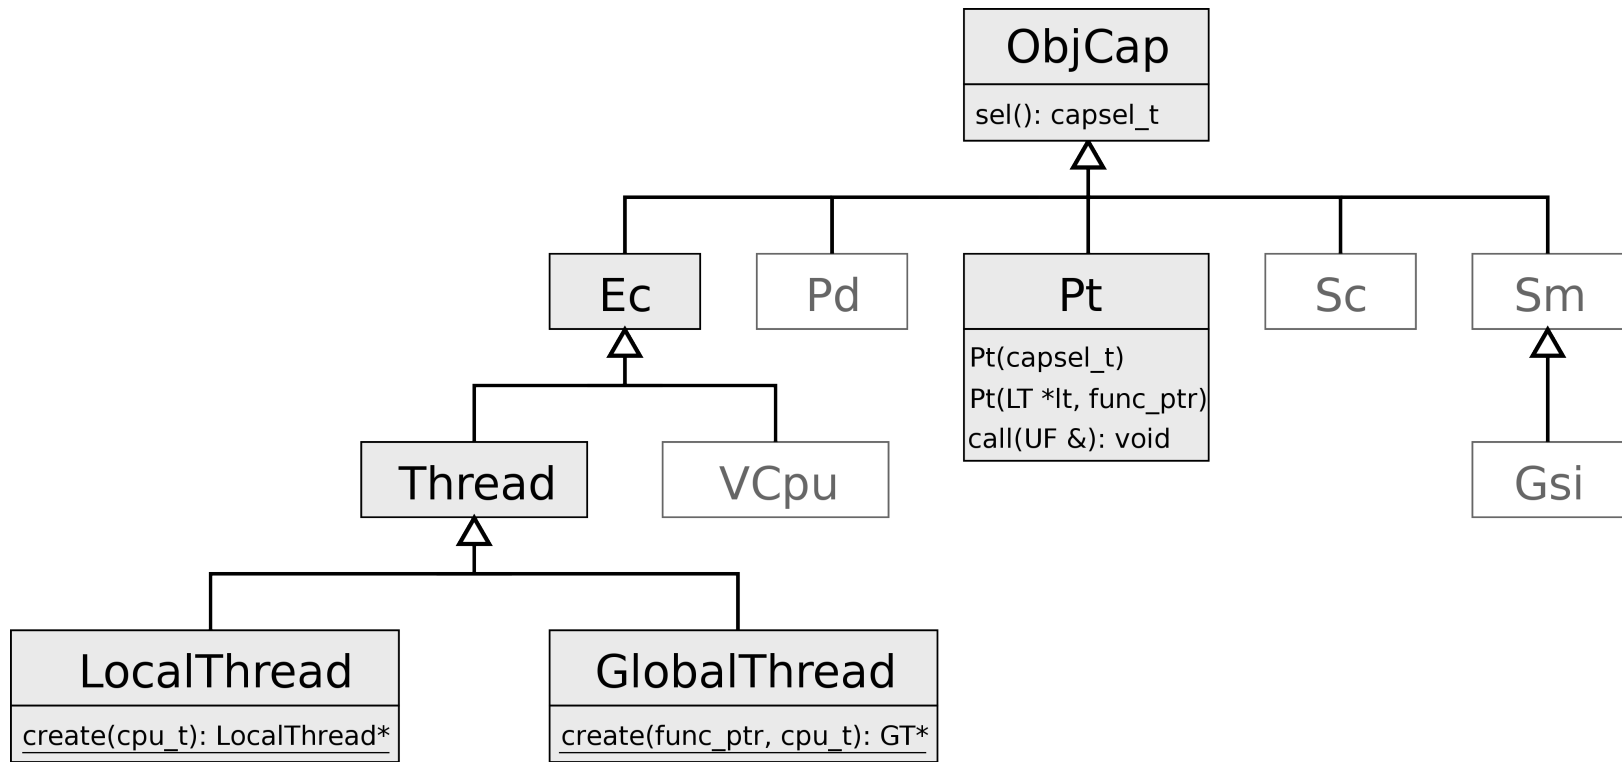 ObjCap
sel(): capsel_t
Ec
Pd
Pt
Sc
Sm
Pt(capsel_t)
Pt(LT *lt, func_ptr)
call(UF &): void
Thread
VCpu
Gsi
LocalThread
create(cpu_t): LocalThread*
GlobalThread
create(func_ptr, cpu_t): GT*